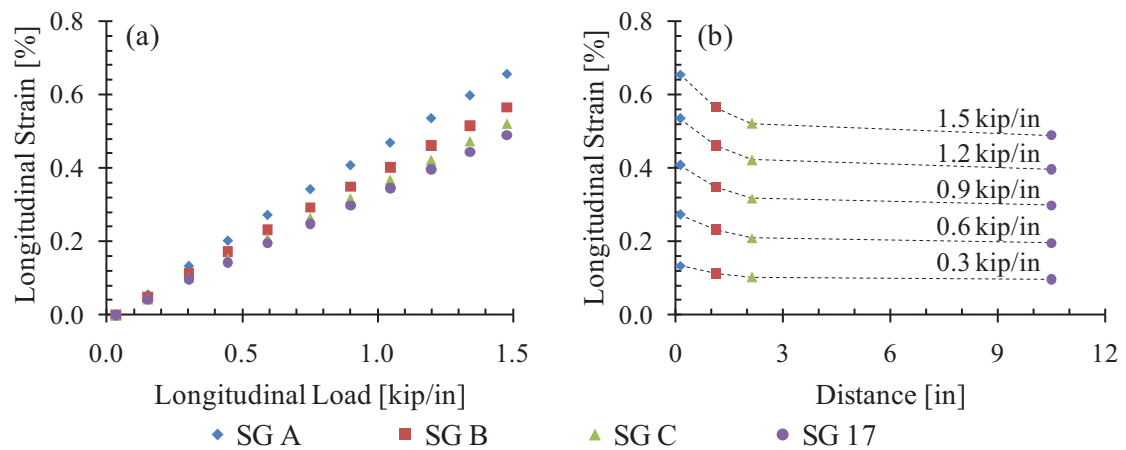 (a)
Longitudinal Strain [%]
0.8
0.6
0.4
0.2
0.0
0.0 0.5 1.0 1.5
Longitudinal Load [kip/in]
(b)
Longitudinal Strain [%]
0.8
0.6
0.4
0.2
0.0
1.5 kip/in
1.2 kip/in
0.9 kip/in
0.6 kip/in
0.3 kip/in
0 3 6 9 12
Distance [in]
SG A SG B SG C SG 17